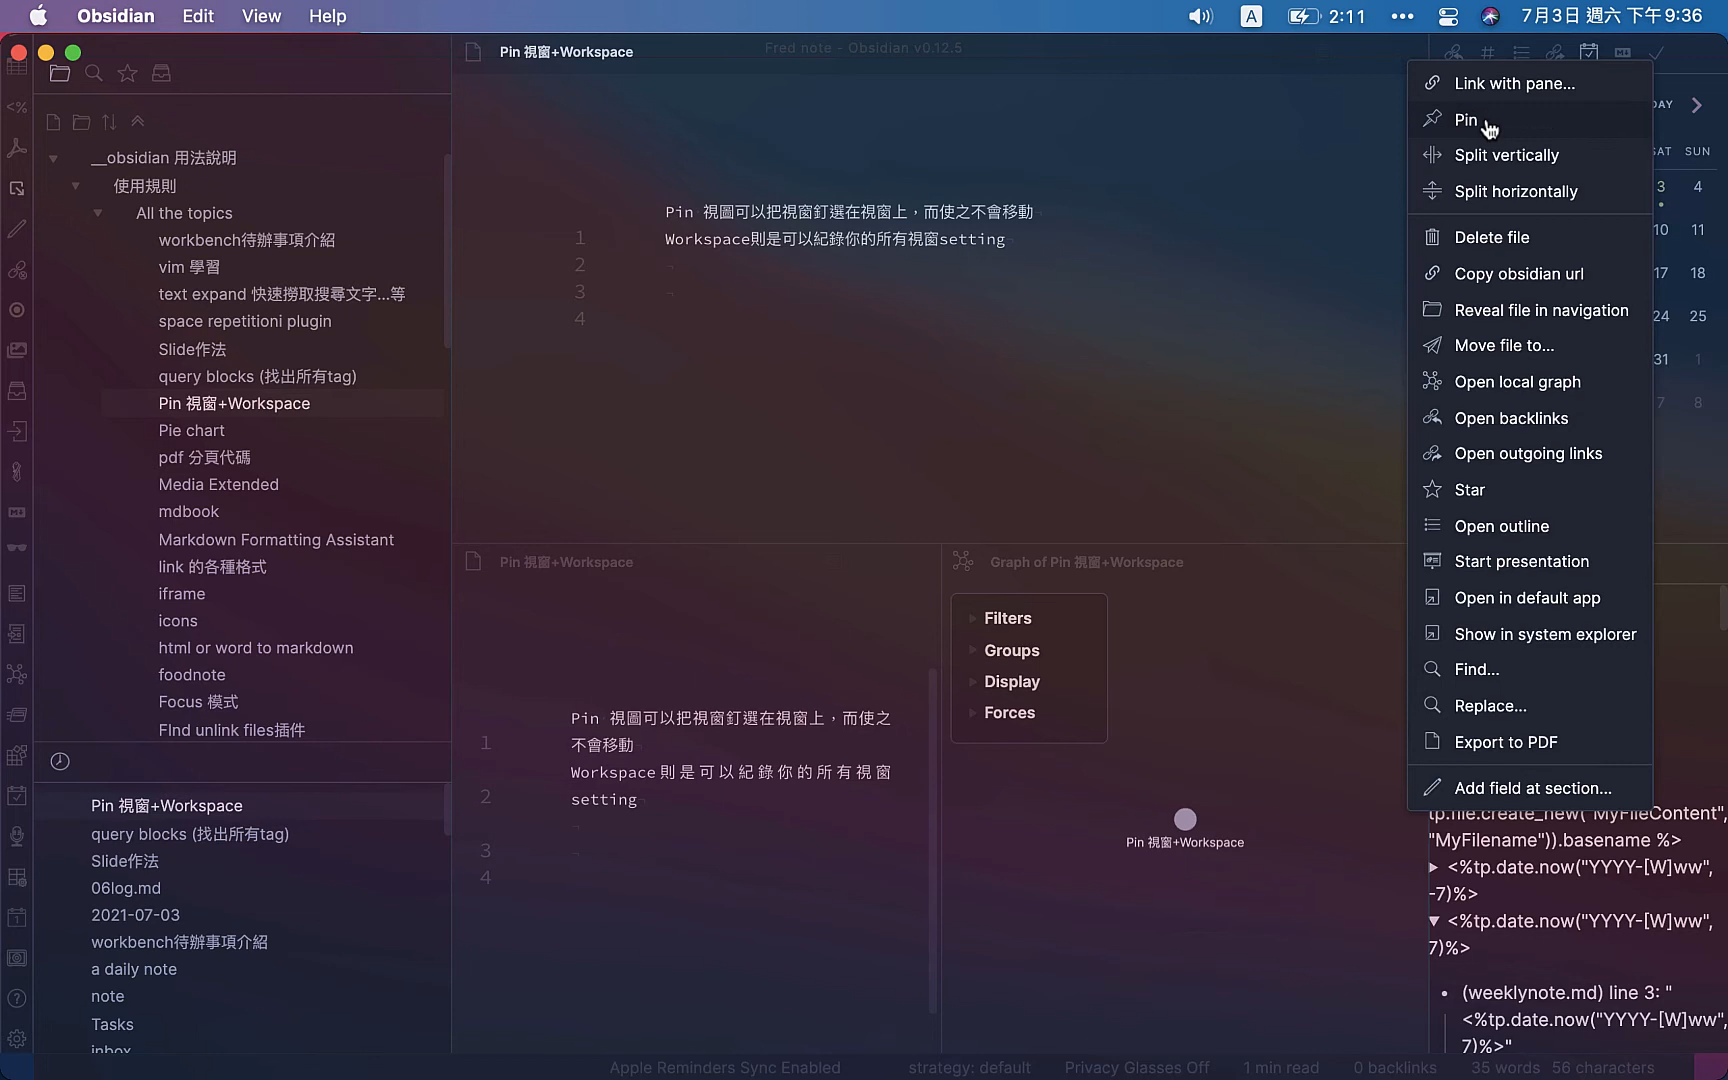 Obsidian Edit View Help
A 2:11 7月3日 週六 下午9:36
Pin 視窗+Workspace
Fred note - Obsidian v0.12.5
__obsidian 用法說明
使用規則
All the topics
workbench待辦事項介紹
vim 學習
text expand 快速撈取搜尋文字...等
space repetitioni plugin
Slide作法
query blocks (找出所有tag)
Pin 視窗+Workspace
Pie chart
pdf 分頁代碼
Media Extended
mdbook
Markdown Formatting Assistant
link 的各種格式
iframe
icons
html or word to markdown
foodnote
Focus 模式
FInd unlink files插件
Pin 視窗+Workspace
query blocks (找出所有tag)
Slide作法
06log.md
2021-07-03
workbench待辦事項介紹
a daily note
note
Tasks
inbox
Pin 視圖可以把視窗釘選在視窗上，而使之不會移動
1 Workspace則是可以紀錄你的所有視窗setting
2
3
4
Pin 視窗+Workspace
1 Pin 視圖可以把視窗釘選在視窗上，而使之
不會移動
2 Workspace則是可以紀錄你的所有視窗
setting
3
4
Graph of Pin 視窗+Workspace
Filters
Groups
Display
Forces
Pin 視窗+Workspace
Link with pane...
Pin
Split vertically
Split horizontally
Delete file
Copy obsidian url
Reveal file in navigation
Move file to...
Open local graph
Open backlinks
Open outgoing links
Star
Open outline
Start presentation
Open in default app
Show in system explorer
Find...
Replace...
Export to PDF
Add field at section...
DAY
SAT SUN
3 4
10 11
17 18
24 25
31 1
7 8
tp.file.create_new("MyFileContent",
"MyFilename")).basename %>
<%tp.date.now("YYYY-[W]ww",
-7)%>
<%tp.date.now("YYYY-[W]ww",
7)%>
• (weeklynote.md) line 3: "
<%tp.date.now("YYYY-[W]ww",
7)%>"
Apple Reminders Sync Enabled strategy: default Privacy Glasses Off 1 min read 0 backlinks 35 words 56 characters